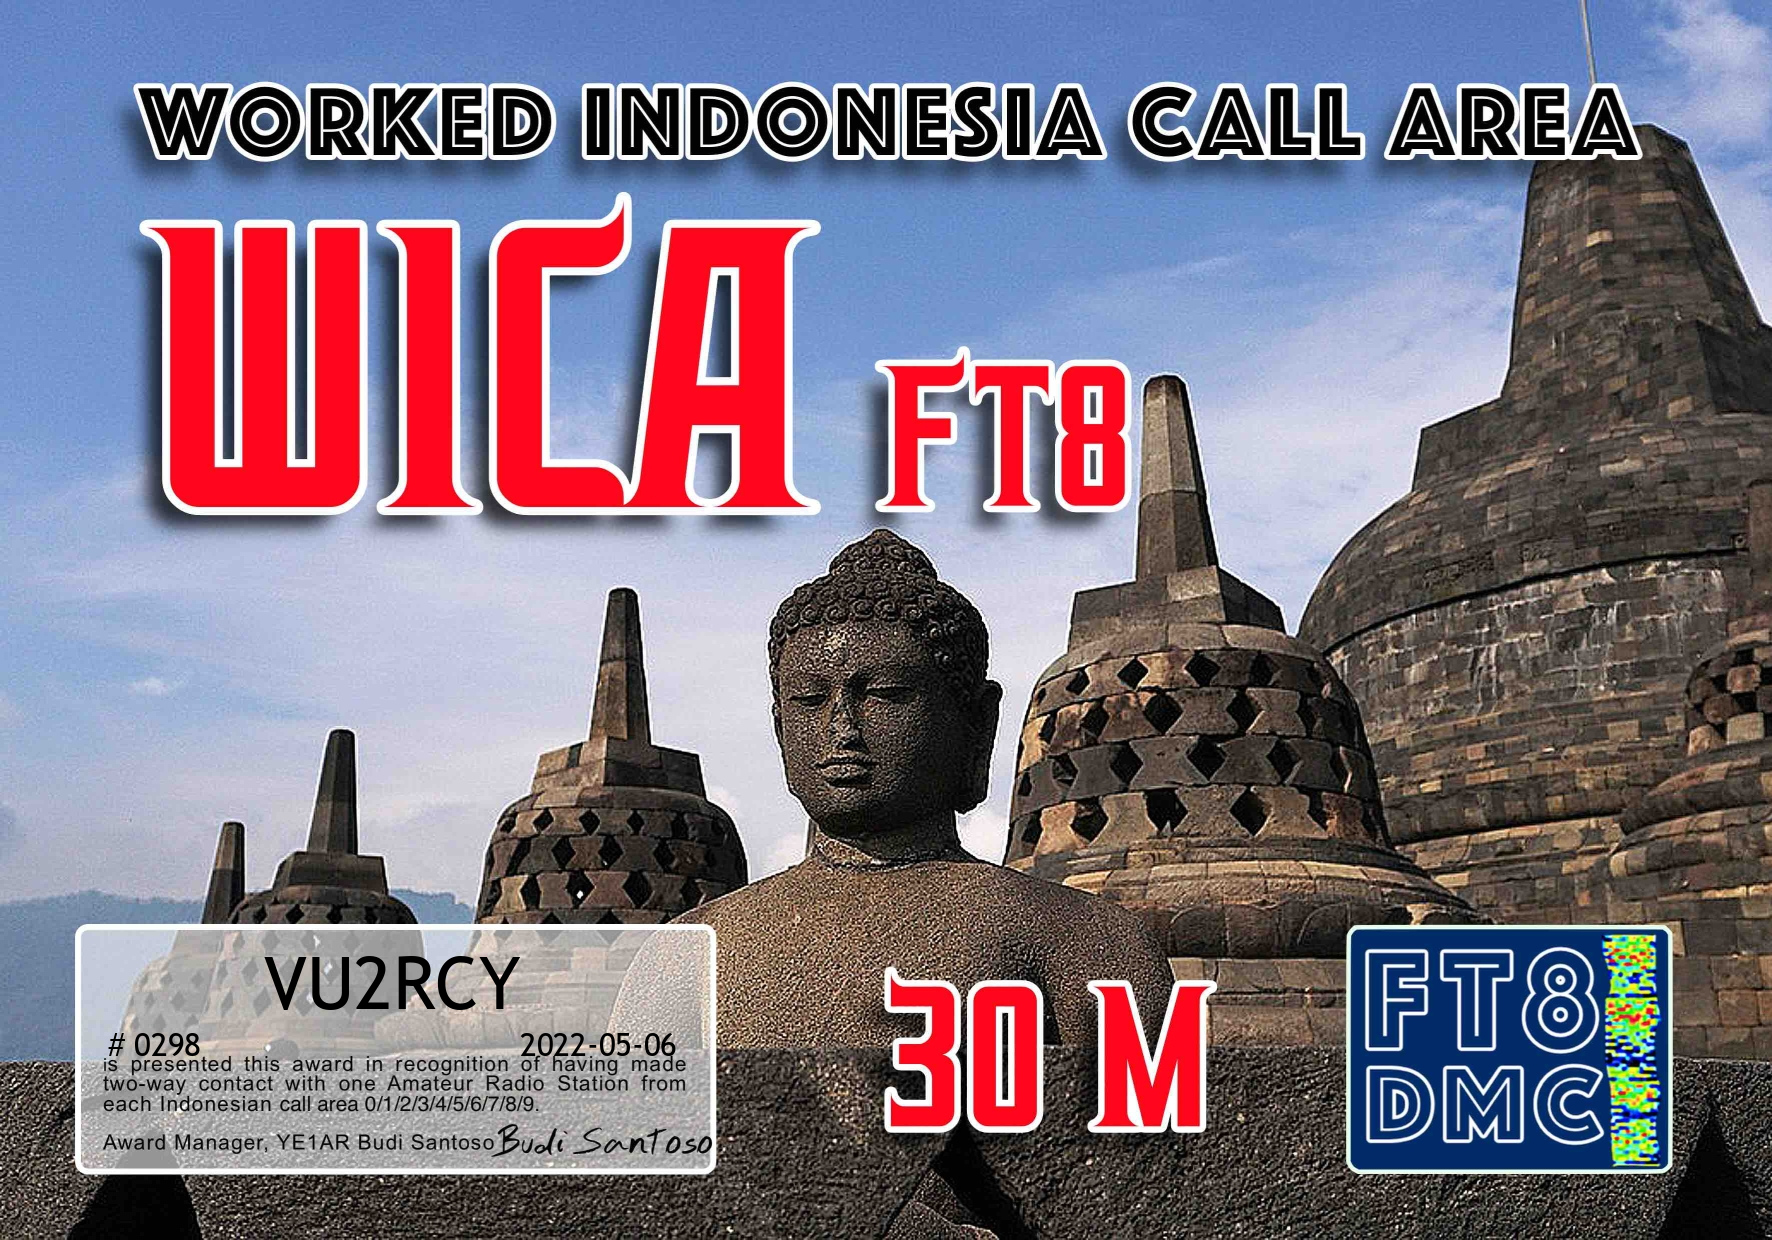 WORKED INDONESIA CALL AREA
WICA FT8
VU2RCY
# 0298 2022-05-06
is presented this award in recognition of having made
two-way contact with one Amateur Radio Station from
each Indonesian call area 0/1/2/3/4/5/6/7/8/9.
Award Manager, YE1AR Budi Santoso Budi Santoso
30 M
FT8
DMC